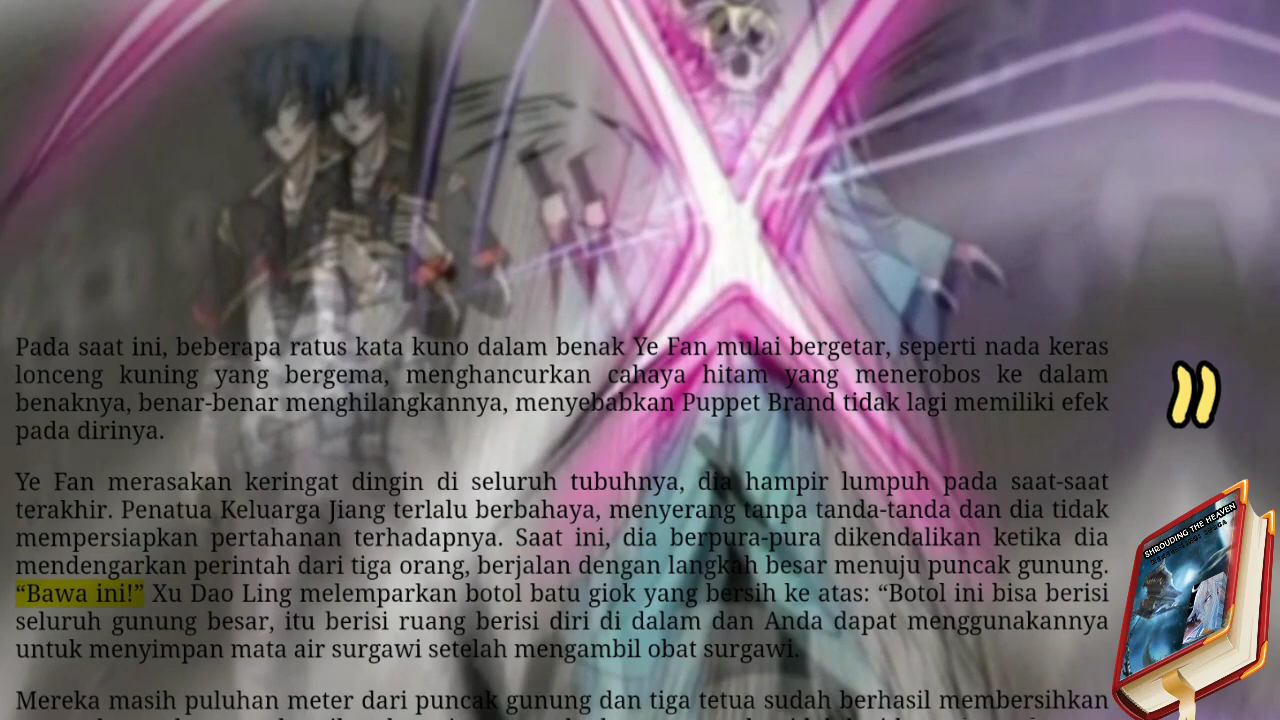 Pada saat ini, beberapa ratus kata kuno dalam benak Ye Fan mulai bergetar, seperti nada keras
lonceng kuning yang bergema, menghancurkan cahaya hitam yang menerobos ke dalam
benaknya, benar-benar menghilangkannya, menyebabkan Puppet Brand tidak lagi memiliki efek
pada dirinya.
Ye Fan merasakan keringat dingin di seluruh tubuhnya, dia hampir lumpuh pada saat-saat
terakhir. Penatua Keluarga Jiang terlalu berbahaya, menyerang tanpa tanda-tanda dan dia tidak
mempersiapkan pertahanan terhadapnya. Saat ini, dia berpura-pura dikendalikan ketika dia
mendengarkan perintah dari tiga orang, berjalan dengan langkah besar menuju puncak gunung.
“Bawa ini!” Xu Dao Ling melemparkan botol batu giok yang bersih ke atas: “Botol ini bisa berisi
seluruh gunung besar, itu berisi ruang berisi diri di dalam dan Anda dapat menggunakannya
untuk menyimpan mata air surgawi setelah mengambil obat surgawi.
Mereka masih puluhan meter dari puncak gunung dan tiga tetua sudah berhasil membersihkan
SHROUDING THE HEAVEN